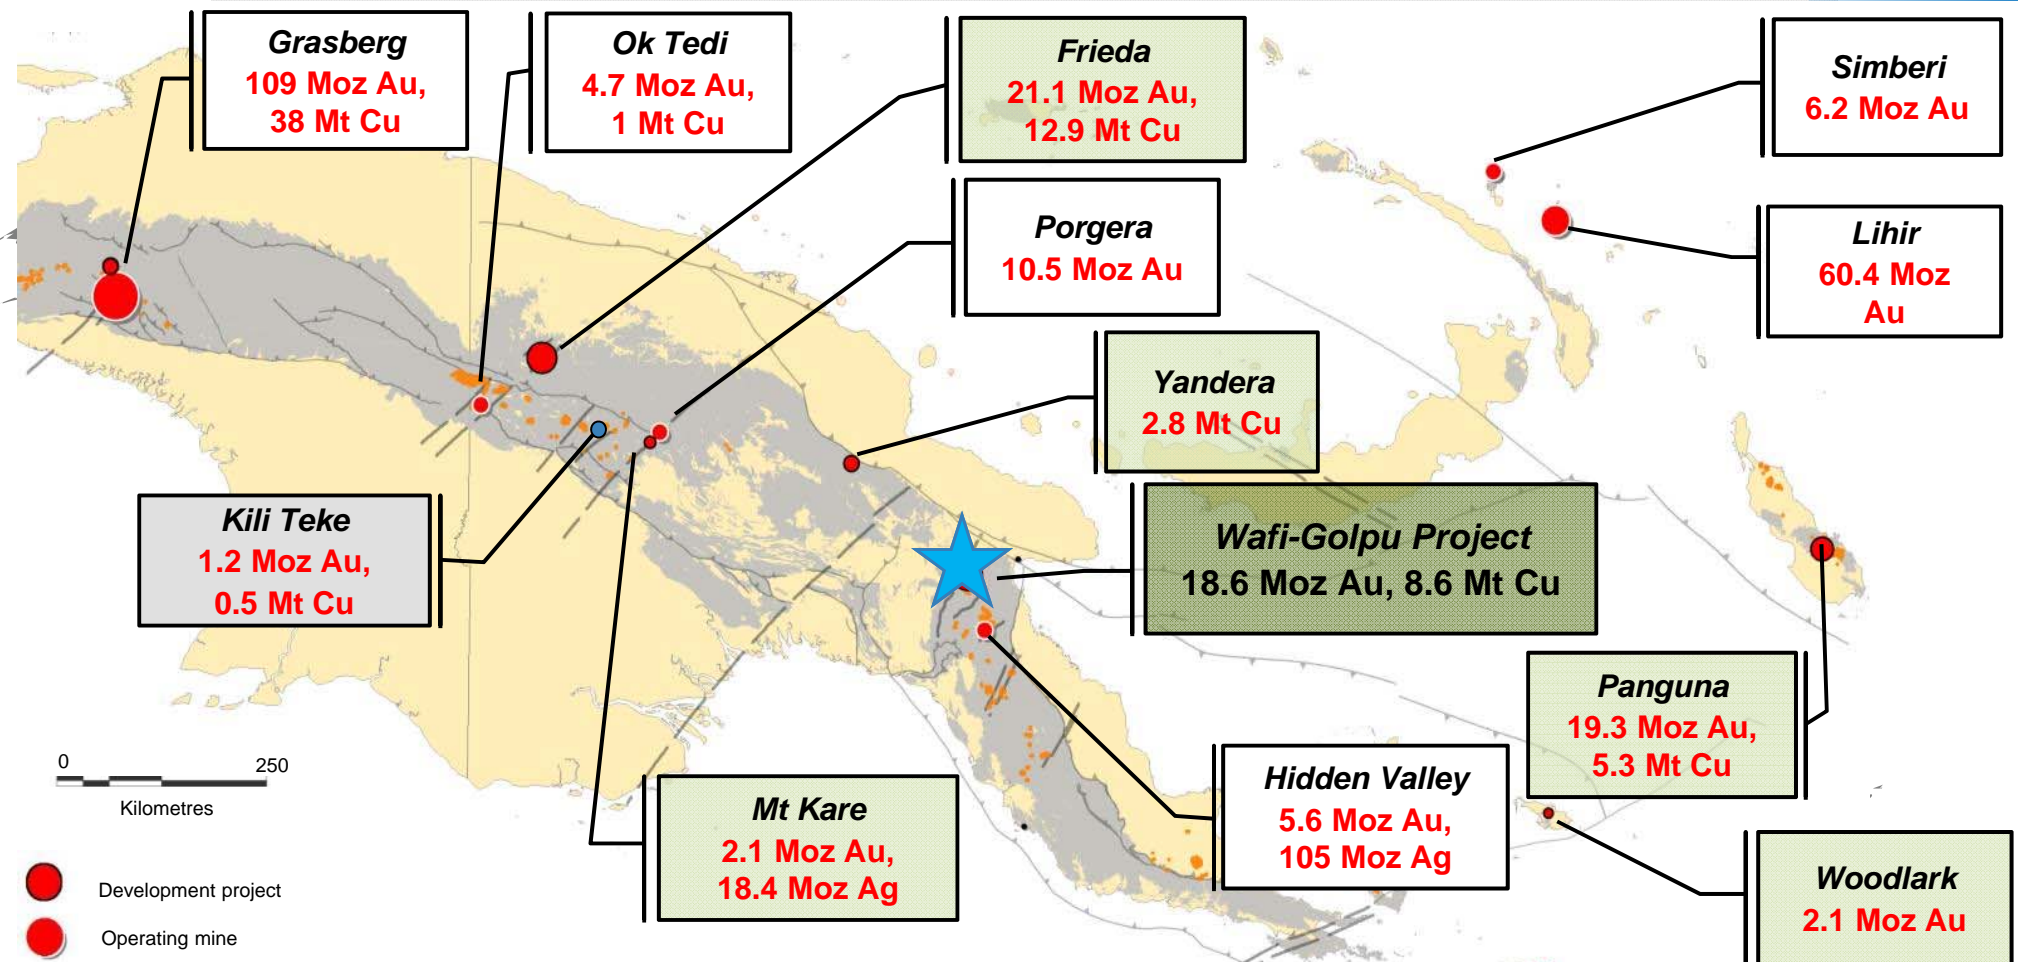 Grasberg
109 Moz Au,
38 Mt Cu
Ok Tedi
4.7 Moz Au,
1 Mt Cu
Frieda
21.1 Moz Au,
12.9 Mt Cu
Simberi
6.2 Moz Au
Porgera
10.5 Moz Au
Lihir
60.4 Moz
Au
Yandera
2.8 Mt Cu
Kili Teke
1.2 Moz Au,
0.5 Mt Cu
Wafi-Golpu Project
18.6 Moz Au, 8.6 Mt Cu
Panguna
19.3 Moz Au,
5.3 Mt Cu
Hidden Valley
5.6 Moz Au,
105 Moz Ag
Mt Kare
2.1 Moz Au,
18.4 Moz Ag
Woodlark
2.1 Moz Au
0 250
Kilometres
Development project
Operating mine